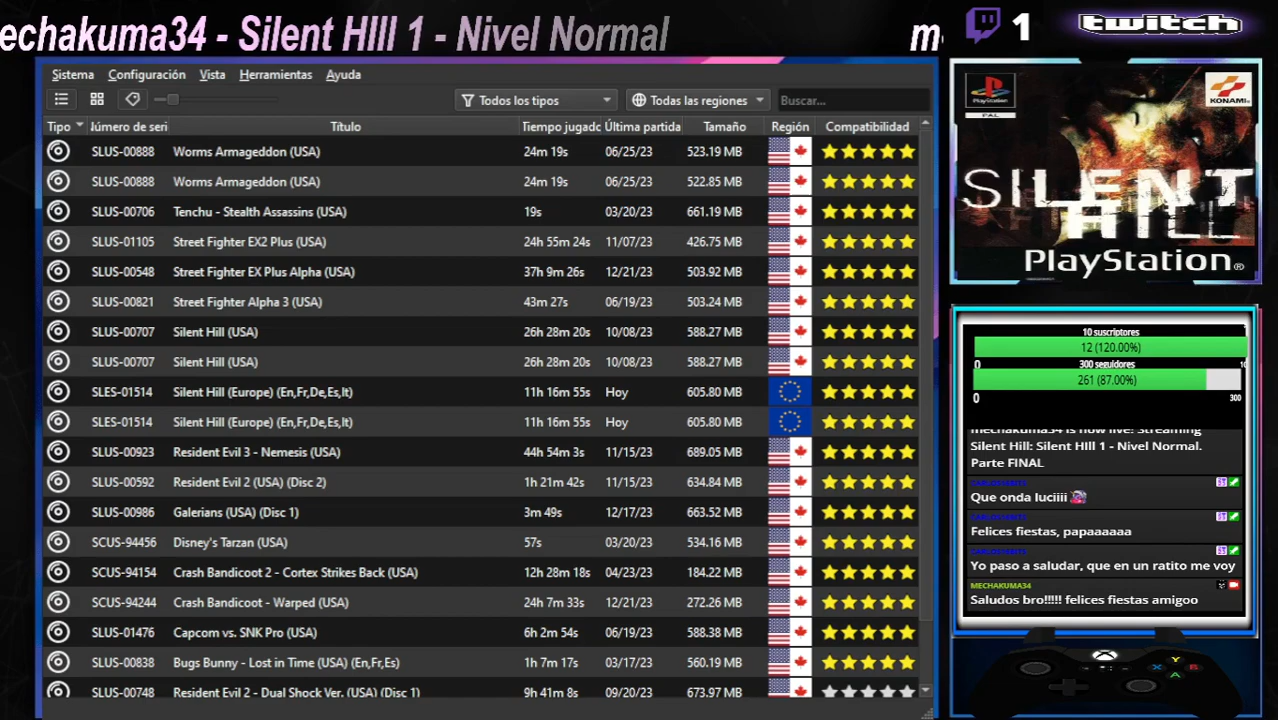 echakuma34 - Silent HIll 1 - Nivel Normal
m
1
twitch
Sistema Configuración Vista Herramientas Ayuda
Todos los tipos Todas las regiones Buscar...
Tipo Número de seri Título Tiempo jugado Última partida Tamaño Región Compatibilidad
SLUS-00888 Worms Armageddon (USA) 24m 19s 06/25/23 523.19 MB
SLUS-00888 Worms Armageddon (USA) 24m 19s 06/25/23 522.85 MB
SLUS-00706 Tenchu - Stealth Assassins (USA) 19s 03/20/23 661.19 MB
SLUS-01105 Street Fighter EX2 Plus (USA) 24h 55m 24s 11/07/23 426.75 MB
SLUS-00548 Street Fighter EX Plus Alpha (USA) 37h 9m 26s 12/21/23 503.92 MB
SLUS-00821 Street Fighter Alpha 3 (USA) 43m 27s 06/19/23 503.24 MB
SLUS-00707 Silent Hill (USA) 26h 28m 20s 10/08/23 588.27 MB
SLUS-00707 Silent Hill (USA) 26h 28m 20s 10/08/23 588.27 MB
SLES-01514 Silent Hill (Europe) (En,Fr,De,Es,It) 11h 16m 55s Hoy 605.80 MB
SLES-01514 Silent Hill (Europe) (En,Fr,De,Es,It) 11h 16m 55s Hoy 605.80 MB
SLUS-00923 Resident Evil 3 - Nemesis (USA) 44h 54m 3s 11/15/23 689.05 MB
SLUS-00592 Resident Evil 2 (USA) (Disc 2) 1h 21m 42s 11/15/23 634.84 MB
SLUS-00986 Galerians (USA) (Disc 1) 3m 49s 12/17/23 663.52 MB
SCUS-94456 Disney's Tarzan (USA) 57s 03/20/23 534.16 MB
SCUS-94154 Crash Bandicoot 2 - Cortex Strikes Back (USA) 12h 28m 18s 04/23/23 184.22 MB
SCUS-94244 Crash Bandicoot - Warped (USA) 24h 7m 33s 12/21/23 272.26 MB
SLUS-01476 Capcom vs. SNK Pro (USA) 6h 2m 54s 06/19/23 588.38 MB
SLUS-00838 Bugs Bunny - Lost in Time (USA) (En,Fr,Es) 1h 7m 17s 03/17/23 560.19 MB
SLUS-00748 Resident Evil 2 - Dual Shock Ver. (USA) (Disc 1) 9h 41m 8s 09/20/23 673.97 MB
PlayStation
PAL
KONAMI
SILENT
HILL
PlayStation®
10 suscriptores
12 (120.00%)
0
300 seguidores
261 (87.00%)
0 300
mechakuma34 is now live! Streaming
Silent Hill: Silent HIll 1 - Nivel Normal.
Parte FINAL
Que onda luciiii
Felices fiestas, papaaaaaa
Yo paso a saludar, que en un ratito me voy
MECHAKUMA34
Saludos bro!!!!! felices fiestas amigoo
Y
X B
A